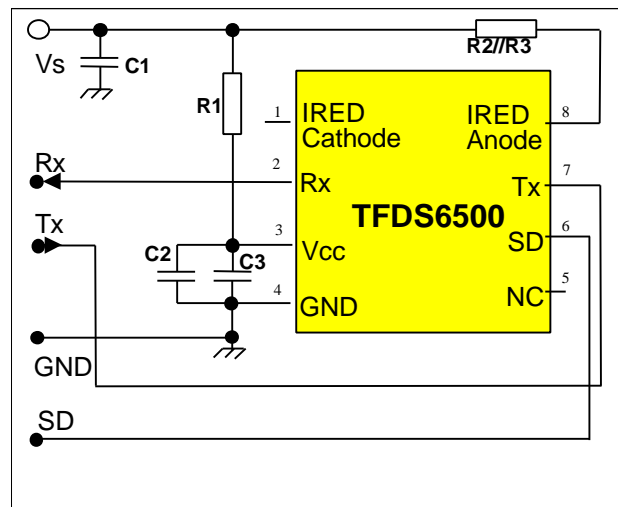 Vs
C1
R2//R3
R1
1
IRED
Cathode
IRED
Anode
8
Rx
2
Rx
Tx
7
Tx
TFDS6500
3
Vcc
SD
6
C2
C3
4
GND
NC
5
GND
SD